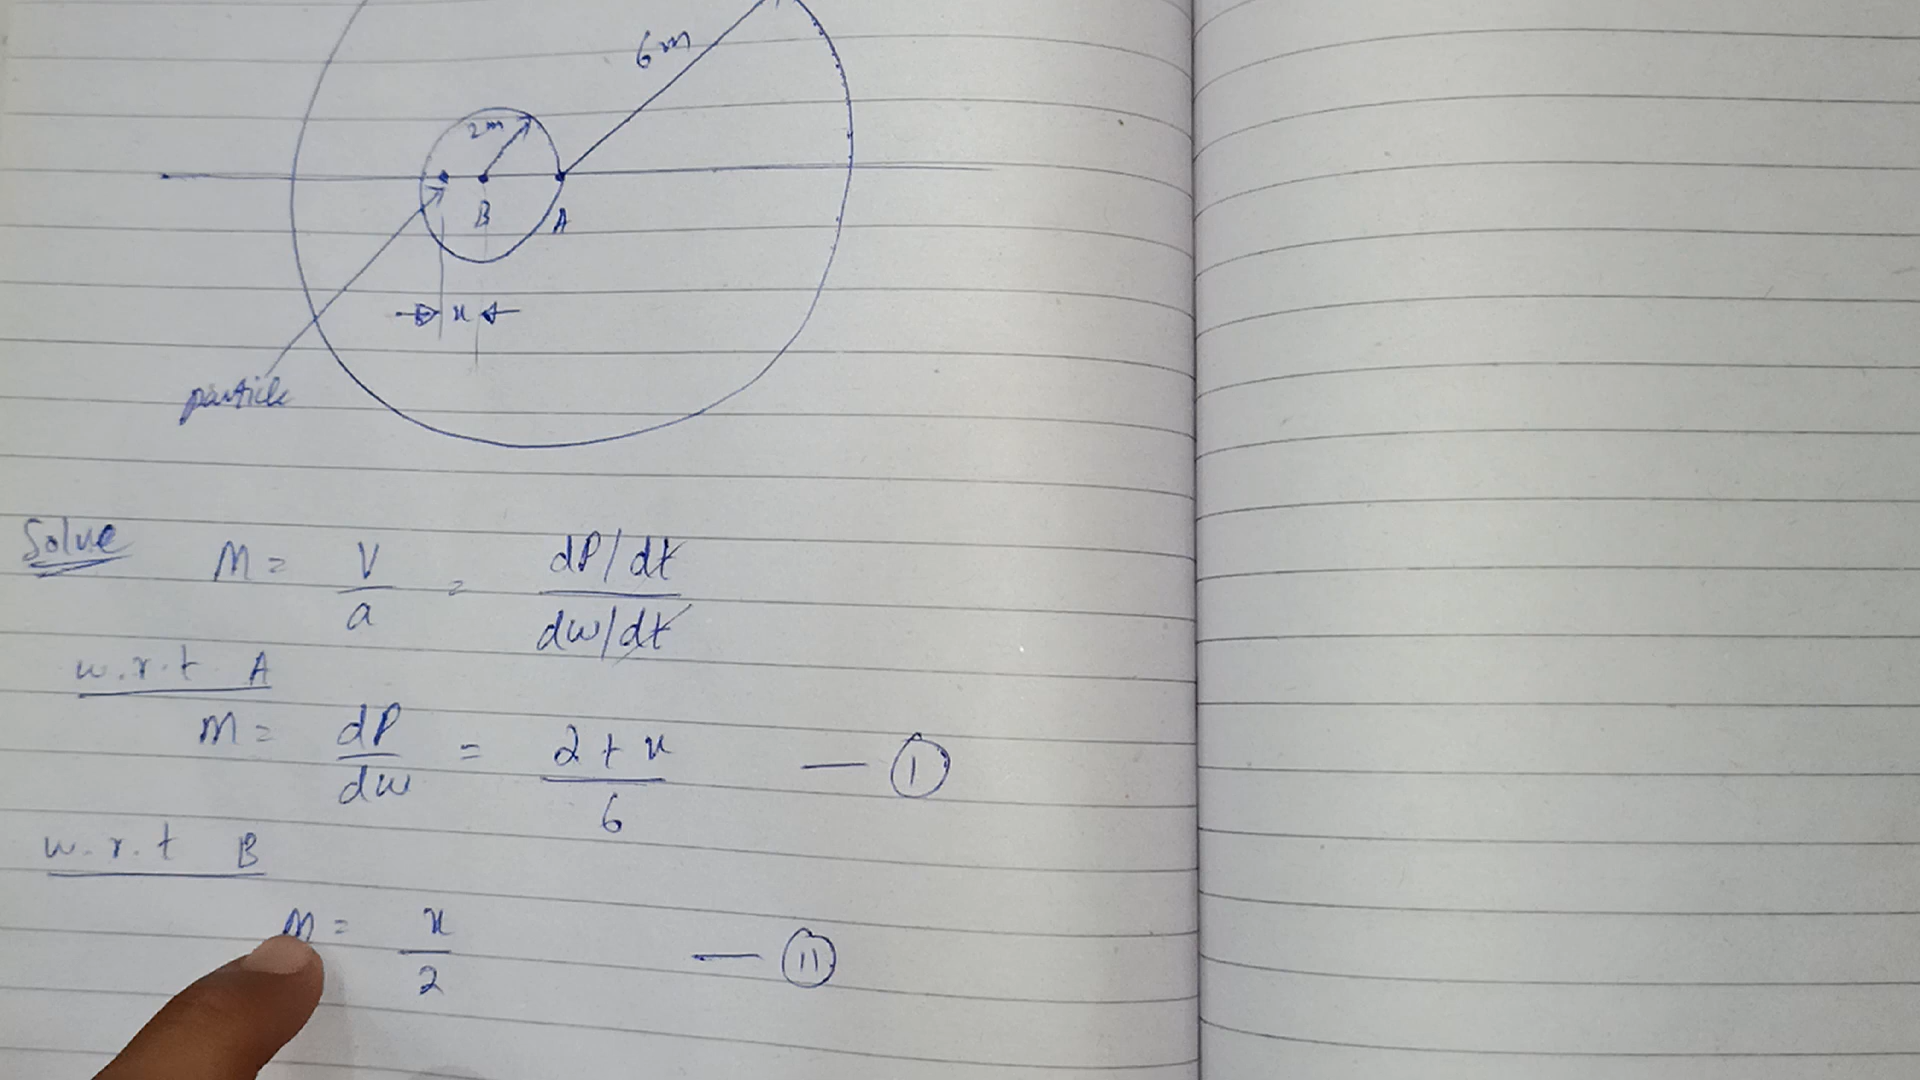 6m
2m
B
A
x
particle
Solve M = V/a = dP/dt / dw/dt
w.r.t A
M = dP/dw = 2 + x / 6 — (I)
w.r.t B
M = x/2 — (II)